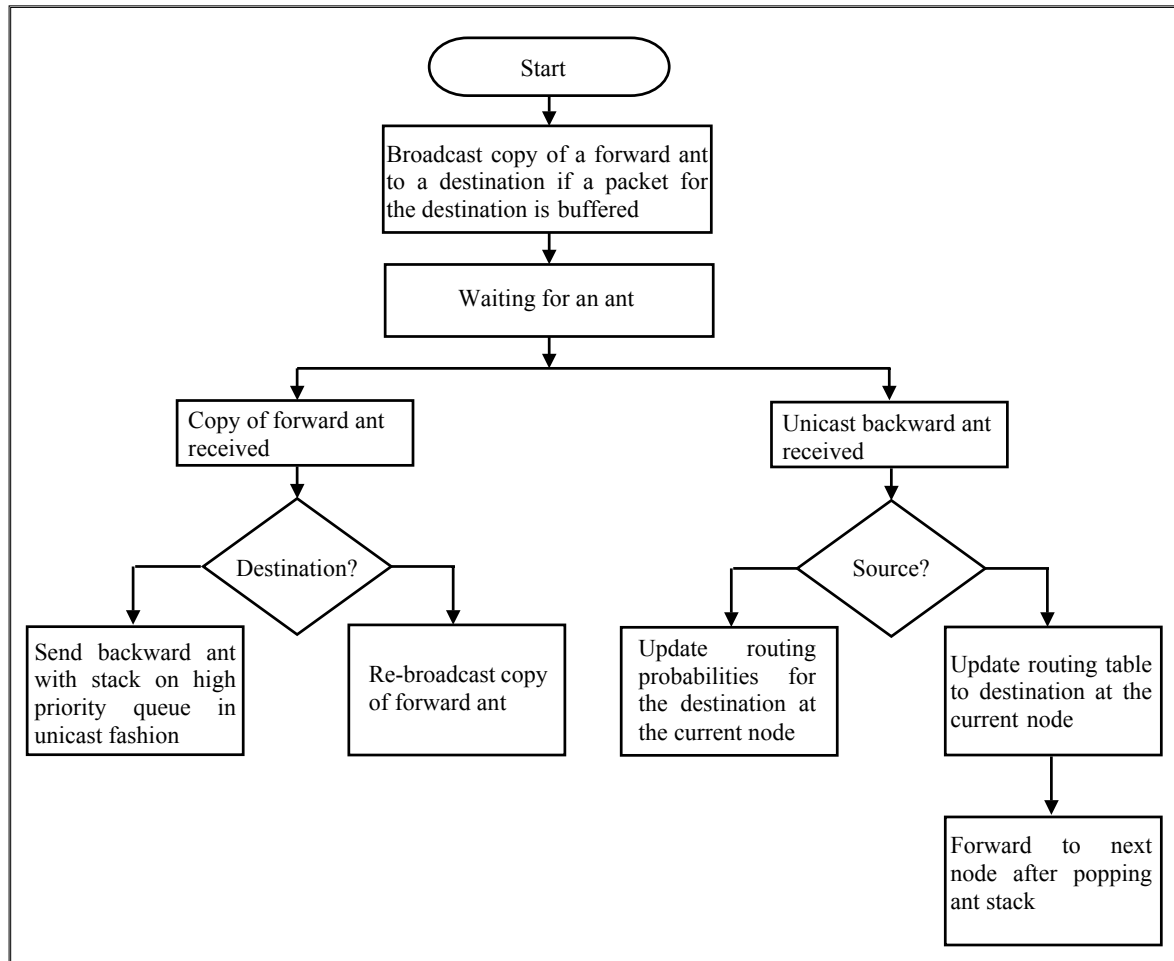 Start
Broadcast copy of a forward ant
to a destination if a packet for
the destination is buffered
Waiting for an ant
Copy of forward ant
received
Unicast backward ant
received
Destination?
Source?
Send backward ant
with stack on high
priority queue in
unicast fashion
Re-broadcast copy
of forward ant
Update routing
probabilities for
the destination at
the current node
Update routing table
to destination at the
current node
Forward to next
node after popping
ant stack